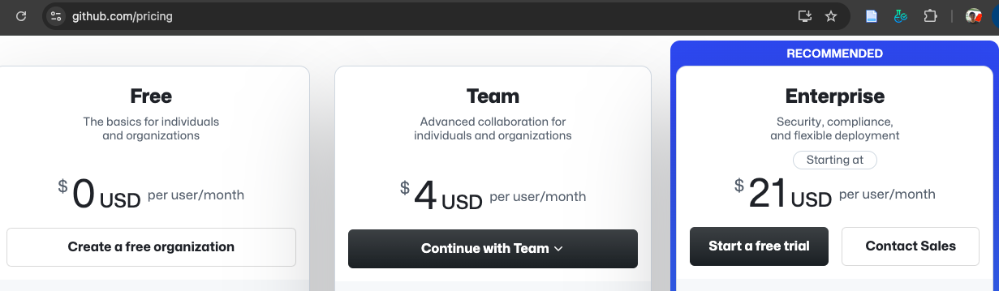 github.com/pricing
RECOMMENDED
Free
The basics for individuals
and organizations
$ 0 USD per user/month
Create a free organization
Team
Advanced collaboration for
individuals and organizations
$ 4 USD per user/month
Continue with Team
Enterprise
Security, compliance,
and flexible deployment
Starting at
$ 21 USD per user/month
Start a free trial
Contact Sales